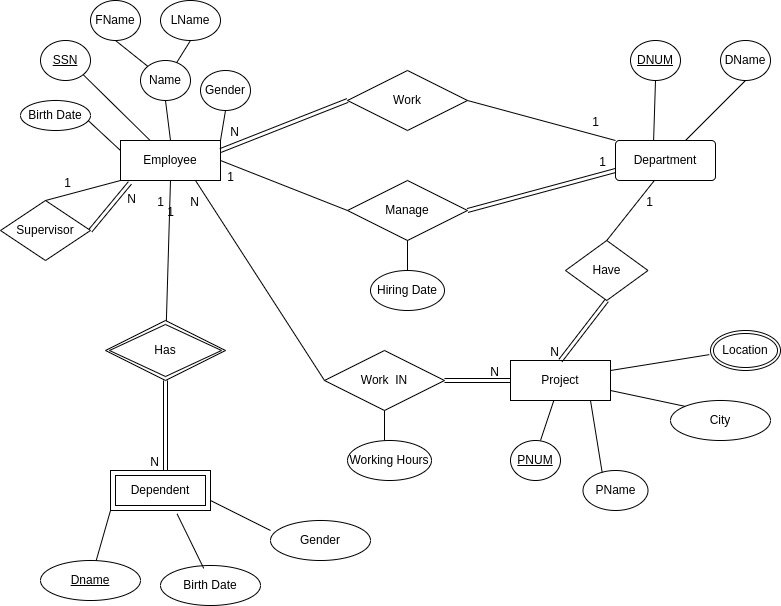 FName
LName
SSN
Name
DNUM
DName
Gender
Birth Date
Work
N
1
Employee
Department
1
1
1
N
1
1
N
1
Supervisor
Manage
Have
Hiring Date
Has
N
Location
N
Work  IN
Project
City
Working Hours
PNUM
N
Dependent
PName
Gender
Dname
Birth Date